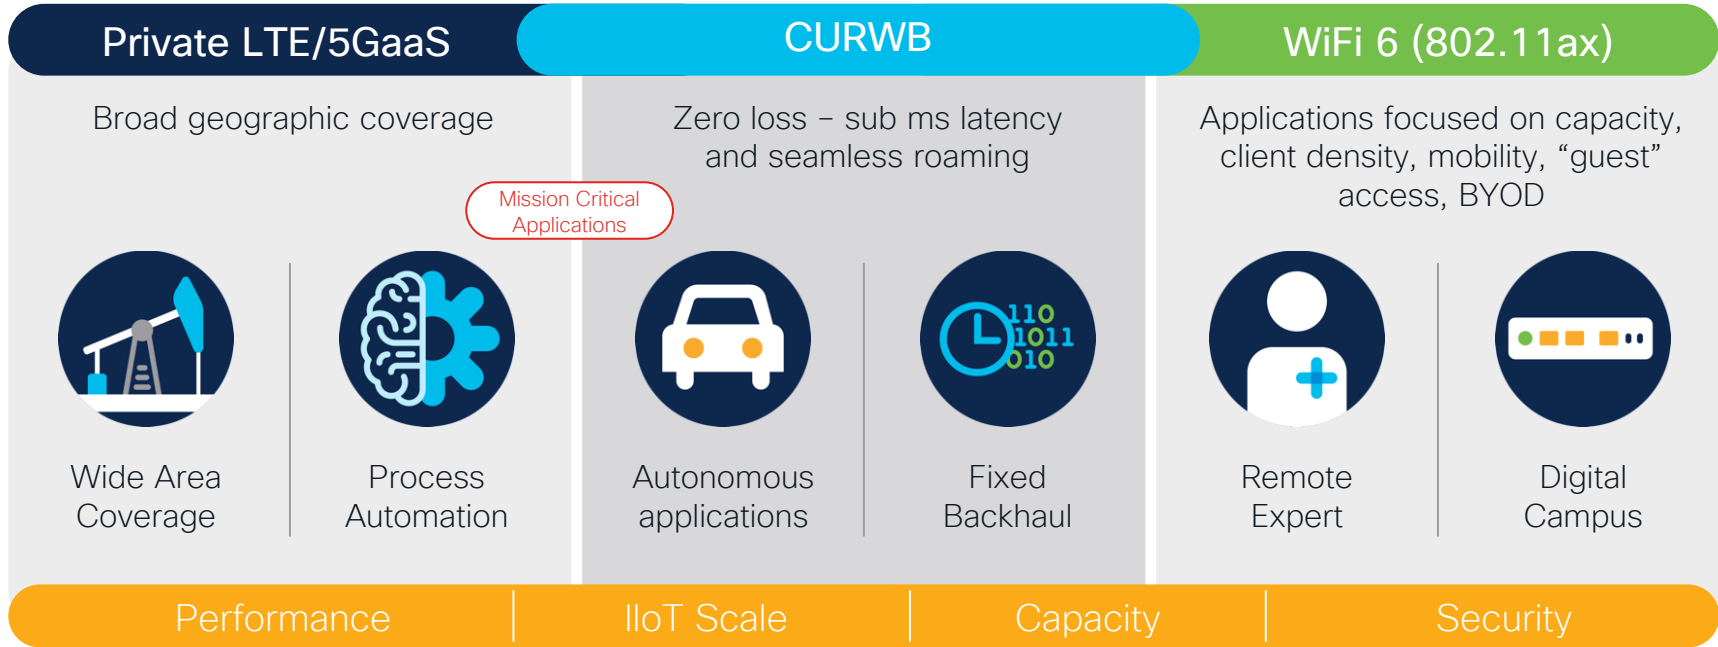 Private LTE/5GaaS
CURWB
WiFi 6 (802.11ax)
Broad geographic coverage
Zero loss – sub ms latency
and seamless roaming
Applications focused on capacity,
client density, mobility, “guest”
access, BYOD
Mission Critical
Applications
110
1011
010
Wide Area
Coverage
Process
Automation
Autonomous
applications
Fixed
Backhaul
Remote
Expert
Digital
Campus
Performance
IIoT Scale
Capacity
Security